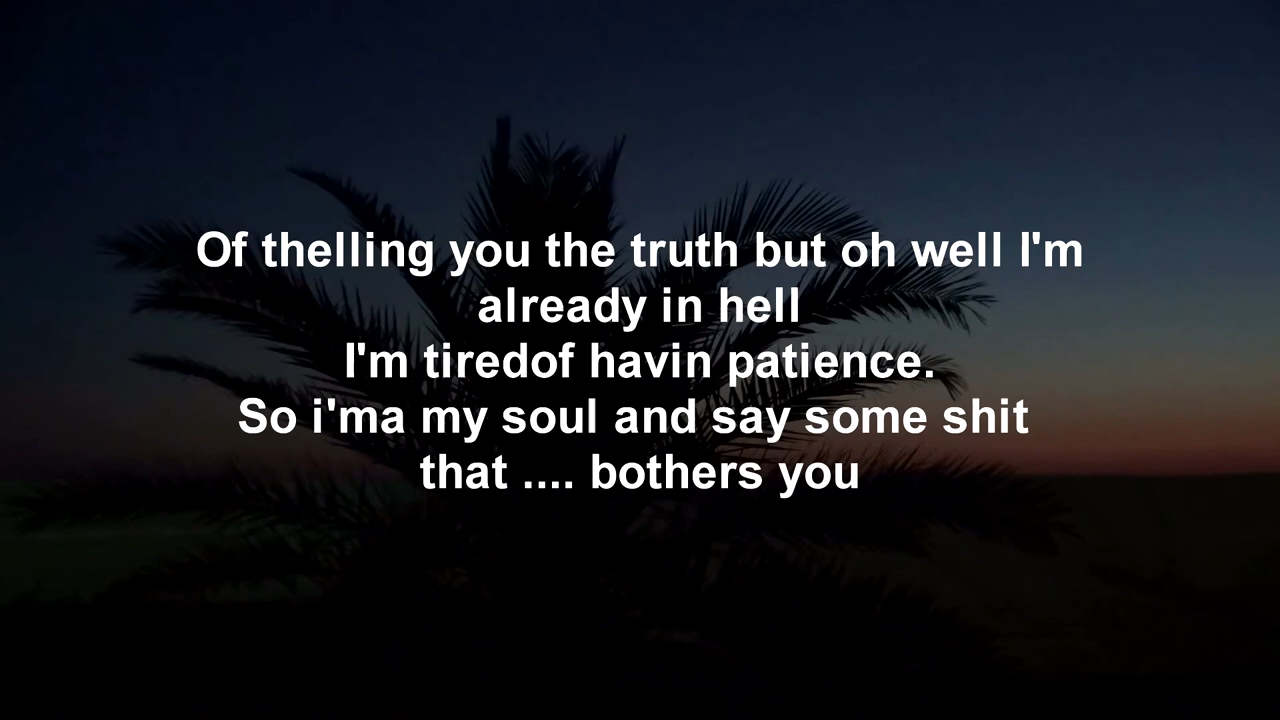 Of thelling you the truth but oh well I'm
already in hell
I'm tiredof havin patience.
So i'ma my soul and say some shit
that .... bothers you